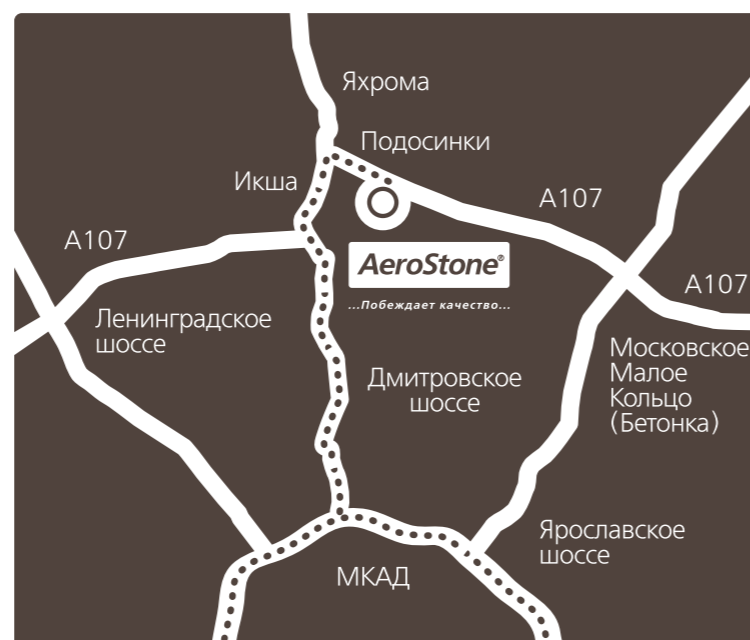 Яхрома
Подосинки
Икша
А107
А107
AeroStone®
А107
...Побеждает качество...
Ленинградское
шоссе
Московское
Малое
Кольцо
(Бетонка)
Дмитровское
шоссе
Ярославское
шоссе
МКАД